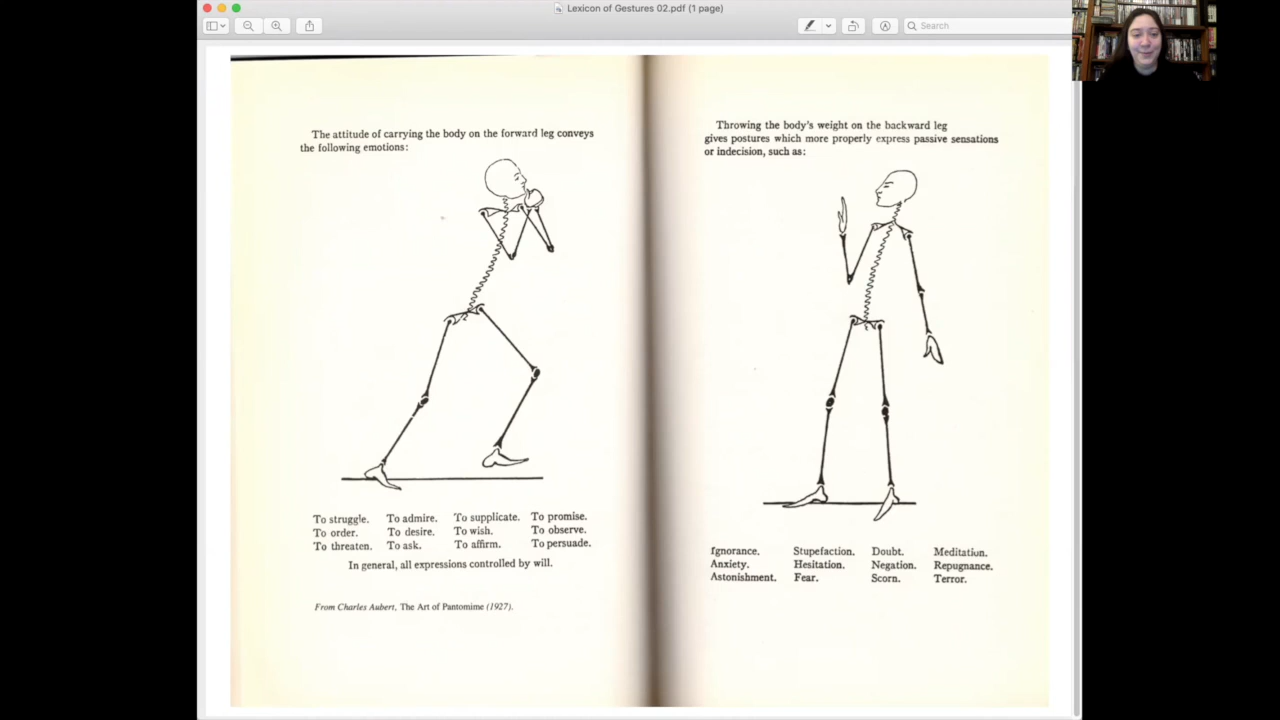 Lexicon of Gestures 02.pdf (1 page)
Search
The attitude of carrying the body on the forward leg conveys
the following emotions:
To struggle. To admire. To supplicate. To promise.
To order. To desire. To wish. To observe.
To threaten. To ask. To affirm. To persuade.
In general, all expressions controlled by will.
From Charles Aubert, The Art of Pantomime (1927).
Throwing the body's weight on the backward leg
gives postures which more properly express passive sensations
or indecision, such as:
Ignorance. Stupefaction. Doubt. Meditation.
Anxiety. Hesitation. Negation. Repugnance.
Astonishment. Fear. Scorn. Terror.